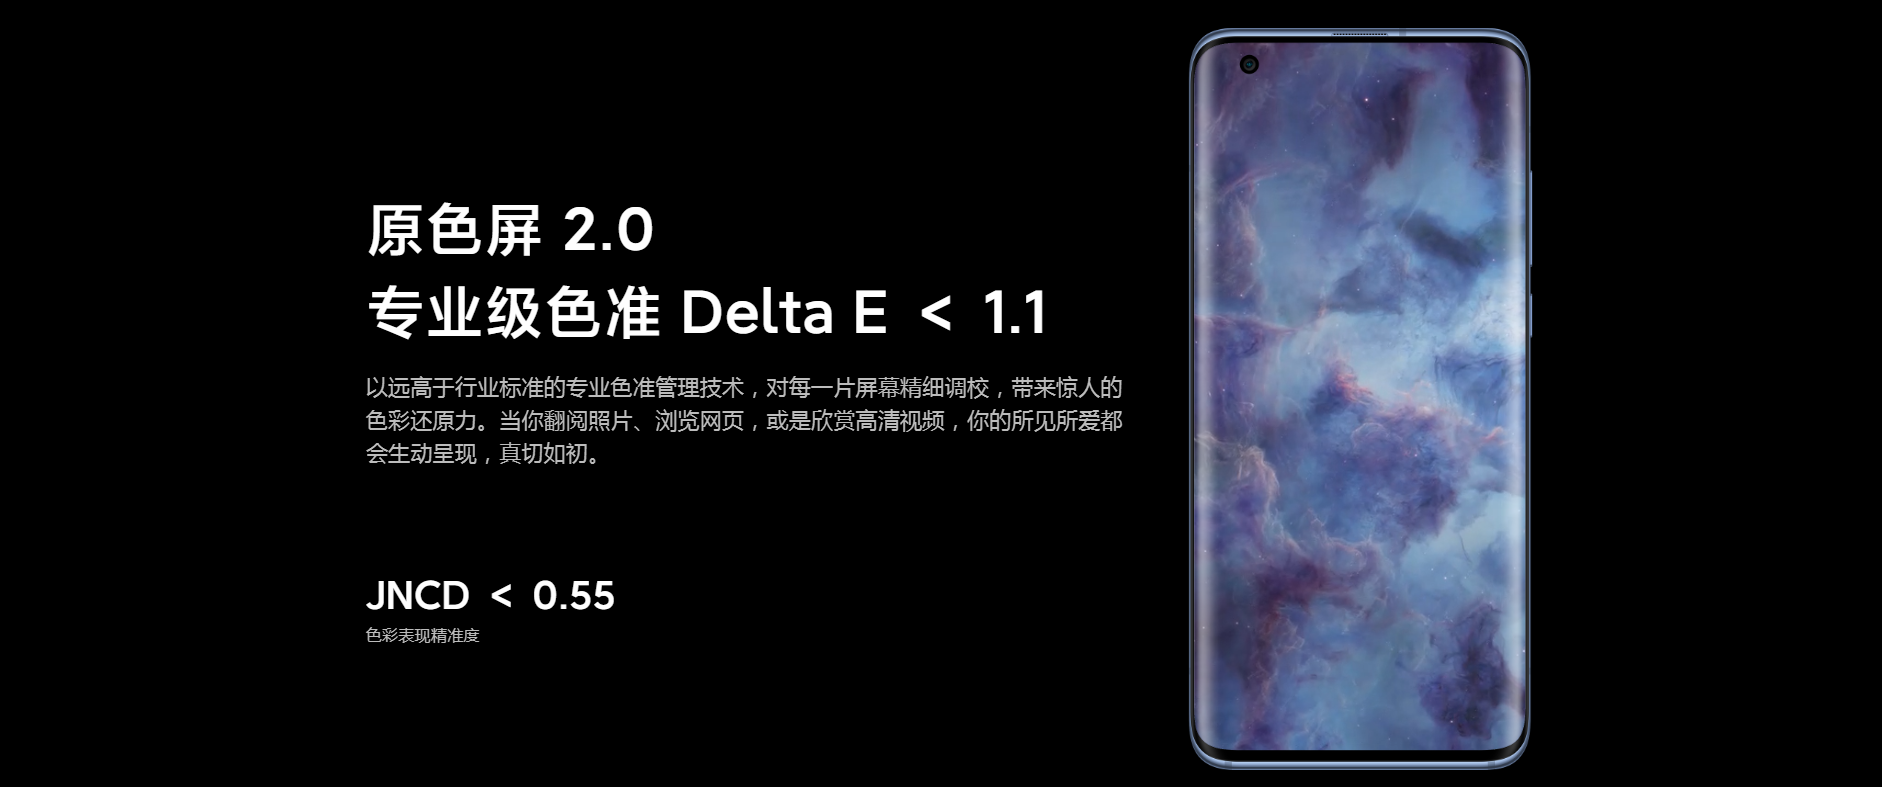 原色屏 2.0
专业级色准 Delta E < 1.1
以远高于行业标准的专业色准管理技术，对每一片屏幕精细调校，带来惊人的
色彩还原力。当你翻阅照片、浏览网页，或是欣赏高清视频，你的所见所爱都
会生动呈现，真切如初。
JNCD < 0.55
色彩表现精准度